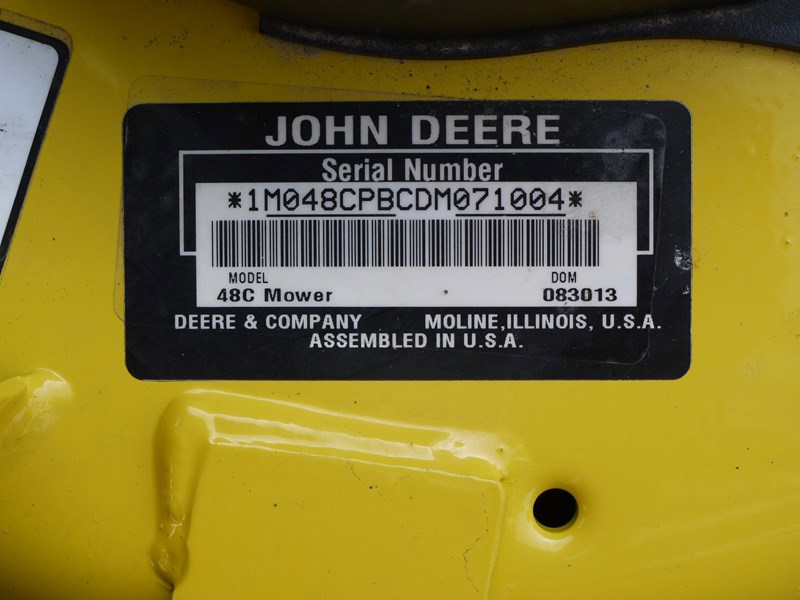 JOHN DEERE
Serial Number
*1M048CPBCDM071004*
MODEL DOM
48C Mower 083013
DEERE & COMPANY MOLINE,ILLINOIS, U.S.A.
ASSEMBLED IN U.S.A.